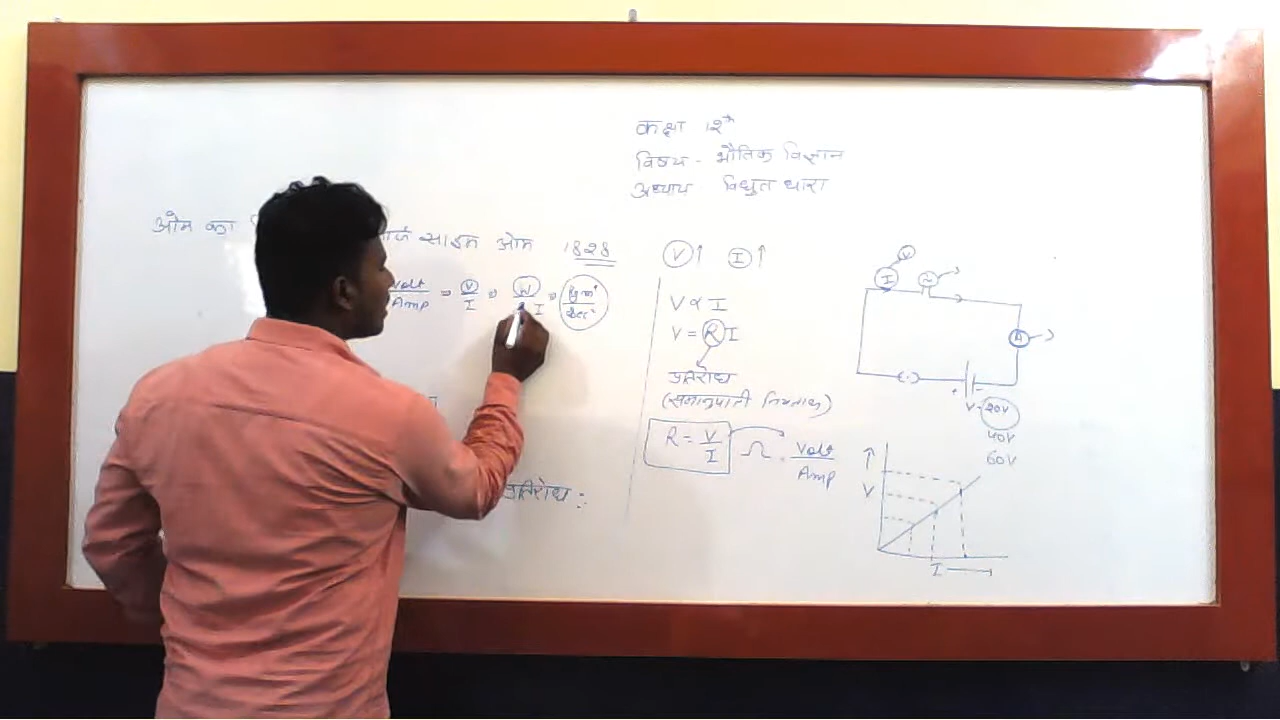 कक्षा 12th
विषय - भौतिक विज्ञान
अध्याय - विधुत धारा
ओम का
साइमन ओम 1828
Volt/Amp = V/I = W/ I =
प्रतिरोध :
V↑ I↑
V ∝ I
V = R I
प्रतिरोध
(समानुपाती नियतांक)
R = V/I Ω = Volt/Amp
V
I
A
+ -
V = 20V
40V
60V
↑
V
I